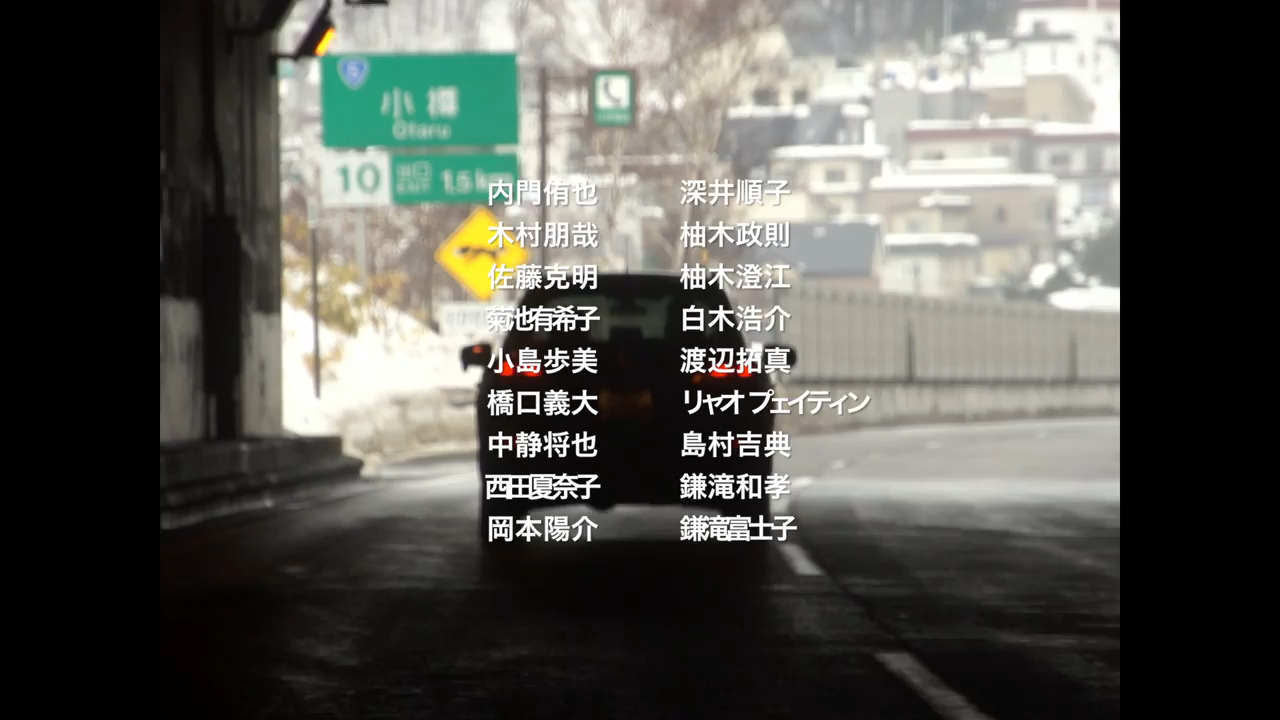 5
小樽
Otaru
10 出口 EXIT 1.5km
内門侑也 深井順子
木村朋哉 柚木政則
佐藤克明 柚木澄江
菊池有希子 白木浩介
小島歩美 渡辺拓真
橋口義大 リャオ プェイティン
中静将也 島村吉典
西田夏奈子 鎌滝和孝
岡本陽介 鎌滝富士子